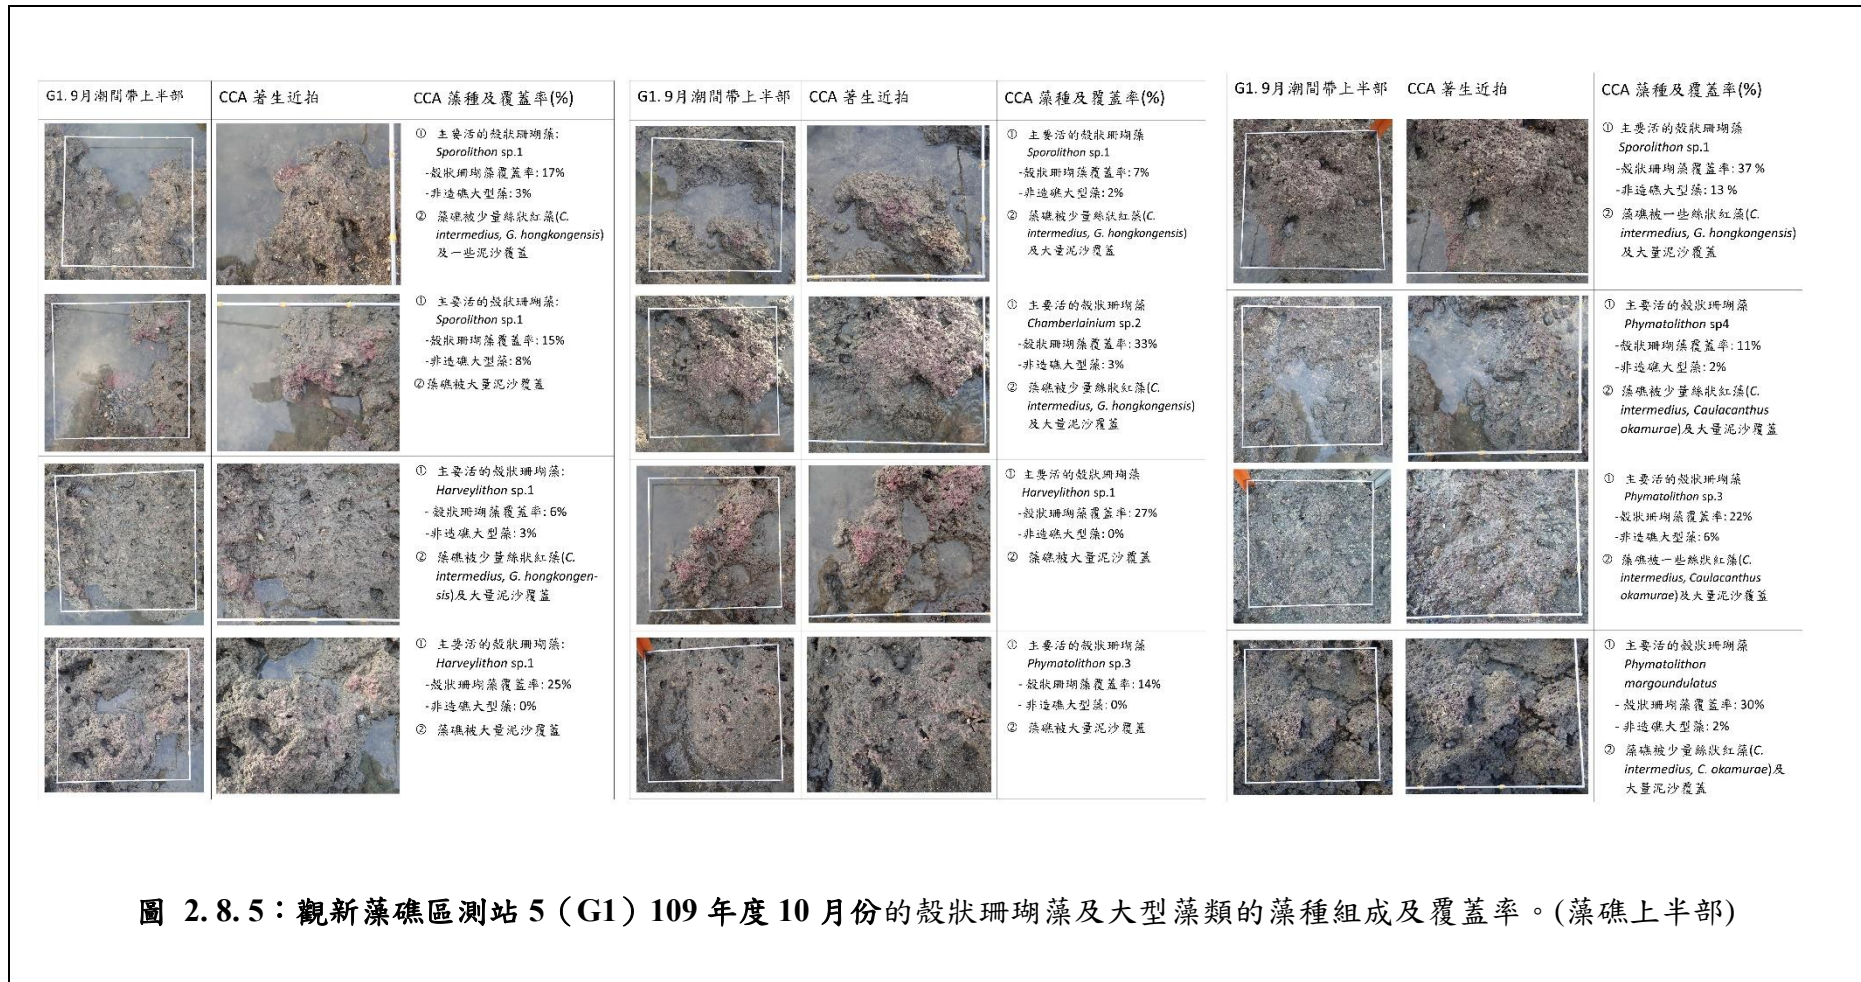 G1. 9月潮間帶上半部
CCA 著生近拍
CCA 藻種及覆蓋率(%)
① 主要活的殼狀珊瑚藻:
Sporolithon sp.1
-殼狀珊瑚藻覆蓋率: 17%
-非造礁大型藻: 3%
② 藻礁被少量絲狀紅藻(C.
intermedius, G. hongkongensis)
及一些泥沙覆蓋
① 主要活的殼狀珊瑚藻:
Sporolithon sp.1
-殼狀珊瑚藻覆蓋率: 15%
-非造礁大型藻: 8%
②藻礁被大量泥沙覆蓋
① 主要活的殼狀珊瑚藻:
Harveylithon sp.1
- 殼狀珊瑚藻覆蓋率: 6%
-非造礁大型藻: 3%
② 藻礁被少量絲狀紅藻(C.
intermedius, G. hongkongen-
sis)及大量泥沙覆蓋
① 主要活的殼狀珊瑚藻:
Harveylithon sp.1
-殼狀珊瑚藻覆蓋率: 25%
-非造礁大型藻: 0%
② 藻礁被大量泥沙覆蓋
G1. 9月潮間帶上半部
CCA 著生近拍
CCA 藻種及覆蓋率(%)
① 主要活的殼狀珊瑚藻
Sporolithon sp.1
-殼狀珊瑚藻覆蓋率: 7%
-非造礁大型藻: 2%
② 藻礁被少量絲狀紅藻(C.
intermedius, G. hongkongensis)
及大量泥沙覆蓋
① 主要活的殼狀珊瑚藻
Chamberlainium sp.2
-殼狀珊瑚藻覆蓋率: 33%
-非造礁大型藻: 3%
② 藻礁被少量絲狀紅藻(C.
intermedius, G. hongkongensis)
及大量泥沙覆蓋
① 主要活的殼狀珊瑚藻
Harveylithon sp.1
-殼狀珊瑚藻覆蓋率: 27%
-非造礁大型藻: 0%
② 藻礁被大量泥沙覆蓋
① 主要活的殼狀珊瑚藻
Phymatolithon sp.3
- 殼狀珊瑚藻覆蓋率: 14%
-非造礁大型藻: 0%
② 藻礁被大量泥沙覆蓋
G1. 9月潮間帶上半部
CCA 著生近拍
CCA 藻種及覆蓋率(%)
① 主要活的殼狀珊瑚藻
Sporolithon sp.1
-殼狀珊瑚藻覆蓋率: 37 %
-非造礁大型藻: 13 %
② 藻礁被一些絲狀紅藻(C.
intermedius, G. hongkongensis)
及大量泥沙覆蓋
① 主要活的殼狀珊瑚藻
Phymatolithon sp4
-殼狀珊瑚藻覆蓋率: 11%
-非造礁大型藻: 2%
② 藻礁被少量絲狀紅藻(C.
intermedius, Caulacanthus
okamurae)及大量泥沙覆蓋
① 主要活的殼狀珊瑚藻
Phymatolithon sp.3
-殼狀珊瑚藻覆蓋率: 22%
-非造礁大型藻: 6%
② 藻礁被一些絲狀紅藻(C.
intermedius, Caulacanthus
okamurae)及大量泥沙覆蓋
① 主要活的殼狀珊瑚藻
Phymatolithon
margoundulatus
- 殼狀珊瑚藻覆蓋率: 30%
-非造礁大型藻: 2%
② 藻礁被少量絲狀紅藻(C.
intermedius, C. okamurae)及
大量泥沙覆蓋
圖 2. 8. 5：觀新藻礁區測站 5（G1）109 年度 10 月份的殼狀珊瑚藻及大型藻類的藻種組成及覆蓋率。(藻礁上半部)